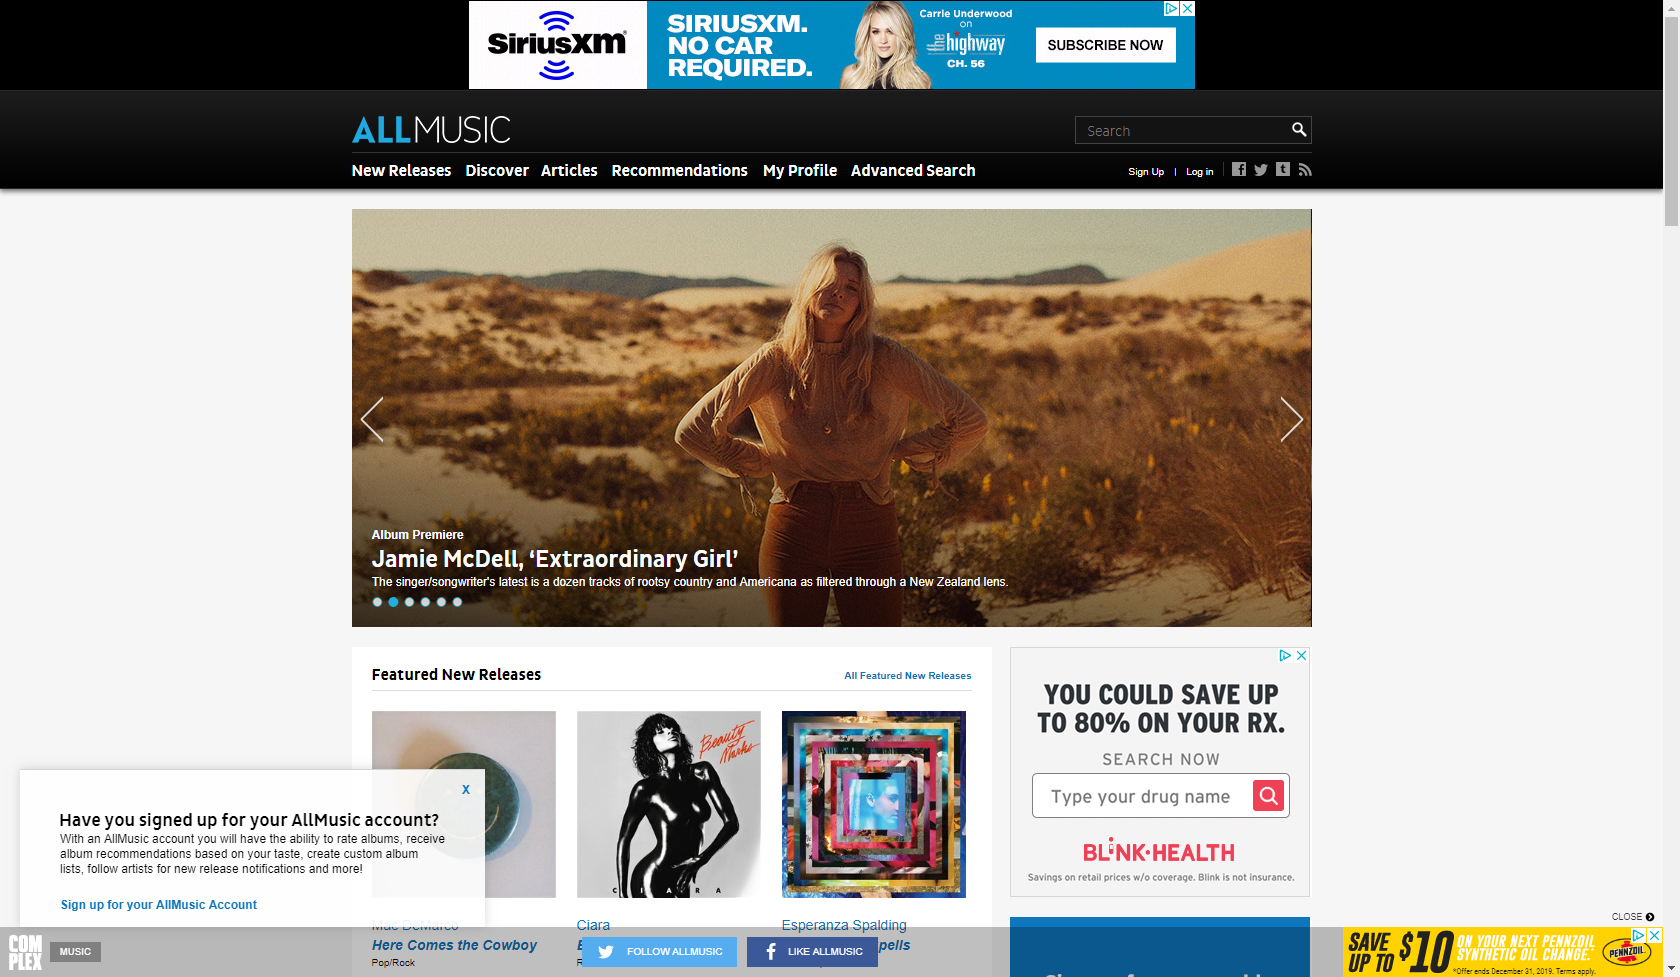 SiriusXM
SIRIUSXM.
NO CAR
REQUIRED.
Carrie Underwood
on
the highway
CH. 56
SUBSCRIBE NOW
ALLMUSIC
Search
New Releases Discover Articles Recommendations My Profile Advanced Search
Sign Up | Log in
Album Premiere
Jamie McDell, ‘Extraordinary Girl’
The singer/songwriter's latest is a dozen tracks of rootsy country and Americana as filtered through a New Zealand lens.
Featured New Releases
All Featured New Releases
Beauty
Marks
CIARA
YOU COULD SAVE UP
TO 80% ON YOUR RX.
SEARCH NOW
Type your drug name
BLINK·HEALTH
Savings on retail prices w/o coverage. Blink is not insurance.
x
Have you signed up for your AllMusic account?
With an AllMusic account you will have the ability to rate albums, receive
album recommendations based on your taste, create custom album
lists, follow artists for new release notifications and more!
Sign up for your AllMusic Account
Mac DeMarco
Here Comes the Cowboy
Pop/Rock
Ciara
Esperanza Spalding
pells
COMPLEX
MUSIC
FOLLOW ALLMUSIC
LIKE ALLMUSIC
CLOSE
SAVE
UP TO
$10
ON YOUR NEXT PENNZOIL
SYNTHETIC OIL CHANGE.*
*Offer ends December 31, 2019. Terms apply.
PENNZOIL